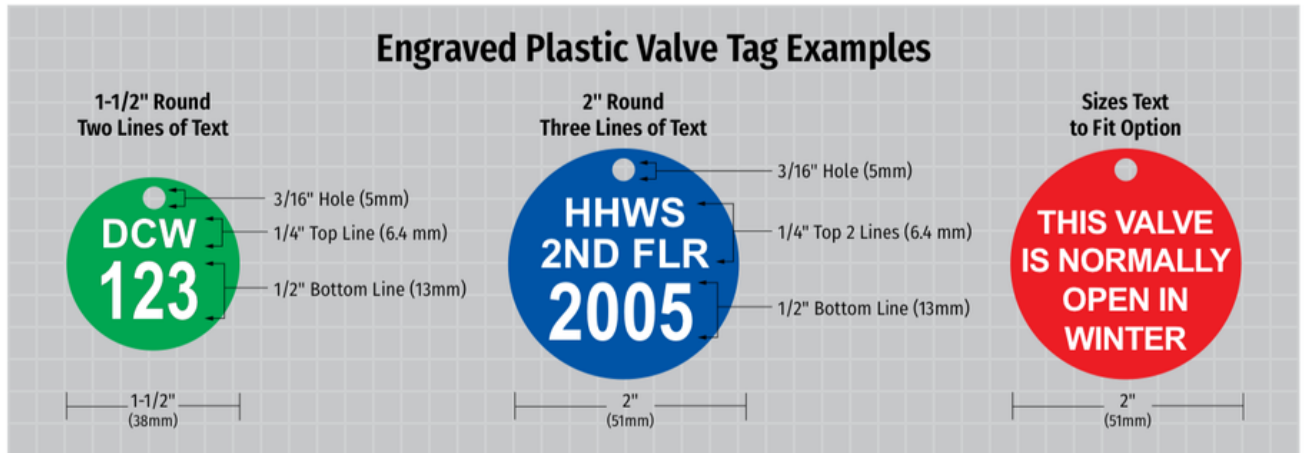 Engraved Plastic Valve Tag Examples
1-1/2" Round
Two Lines of Text
DCW
123
3/16" Hole (5mm)
1/4" Top Line (6.4 mm)
1/2" Bottom Line (13mm)
1-1/2"
(38mm)
2" Round
Three Lines of Text
HHWS
2ND FLR
2005
3/16" Hole (5mm)
1/4" Top 2 Lines (6.4 mm)
1/2" Bottom Line (13mm)
2"
(51mm)
Sizes Text
to Fit Option
THIS VALVE
IS NORMALLY
OPEN IN
WINTER
2"
(51mm)